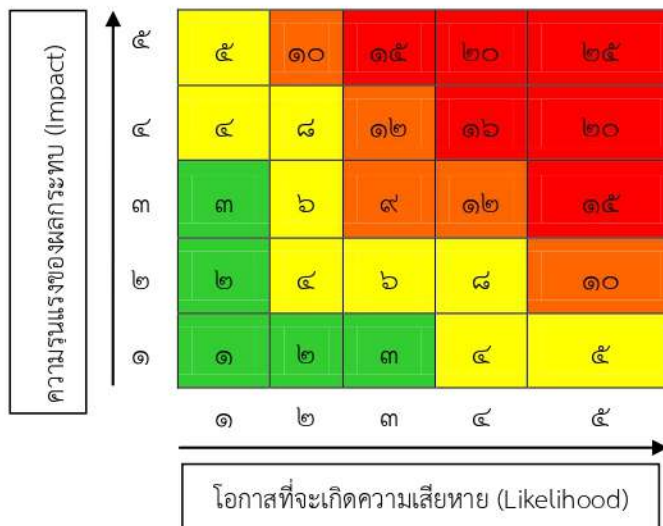 ความรุนแรงของผลกระทบ (Impact)
๕ ๕ ๑๐ ๑๕ ๒๐ ๒๕
๔ ๔ ๘ ๑๒ ๑๖ ๒๐
๓ ๓ ๖ ๙ ๑๒ ๑๕
๒ ๒ ๔ ๖ ๘ ๑๐
๑ ๑ ๒ ๓ ๔ ๕
๑ ๒ ๓ ๔ ๕
โอกาสที่จะเกิดความเสียหาย (Likelihood)